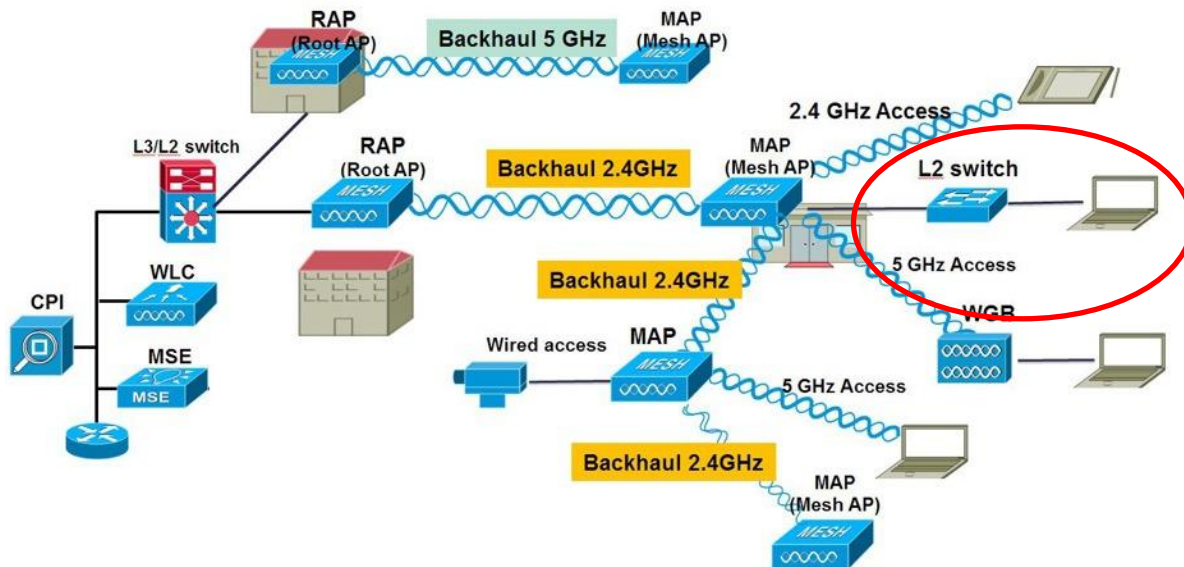 RAP
(Root AP)
MESH
Backhaul 5 GHz
MAP
(Mesh AP)
MESH
2.4 GHz Access
L3/L2 switch
RAP
(Root AP)
MESH
Backhaul 2.4GHz
MAP
(Mesh AP)
MESH
L2 switch
5 GHz Access
WLC
Backhaul 2.4GHz
CPI
WGB
MSE
MSE
Wired access
MAP
MESH
5 GHz Access
Backhaul 2.4GHz
MAP
(Mesh AP)
MESH